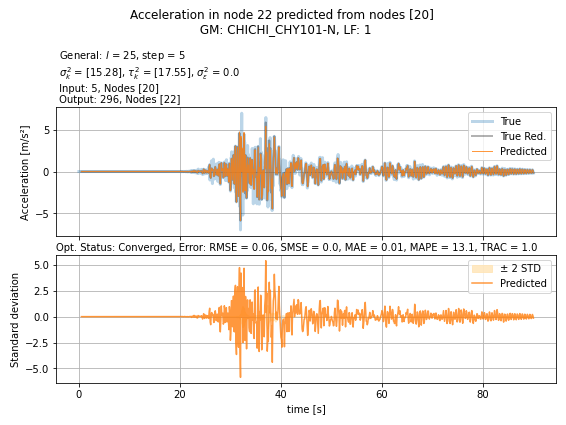 Acceleration in node 22 predicted from nodes [20]
GM: CHICHI_CHY101-N, LF: 1
General: l = 25, step = 5
σ²ₖ = [15.28], τ²ₖ = [17.55], σ²ₑ = 0.0
Input: 5, Nodes [20]
Output: 296, Nodes [22]
Acceleration [m/s²]
5
0
−5
True
True Red.
Predicted
Opt. Status: Converged, Error: RMSE = 0.06, SMSE = 0.0, MAE = 0.01, MAPE = 13.1, TRAC = 1.0
Standard deviation
5.0
2.5
0.0
−2.5
−5.0
± 2 STD
Predicted
0 20 40 60 80
time [s]